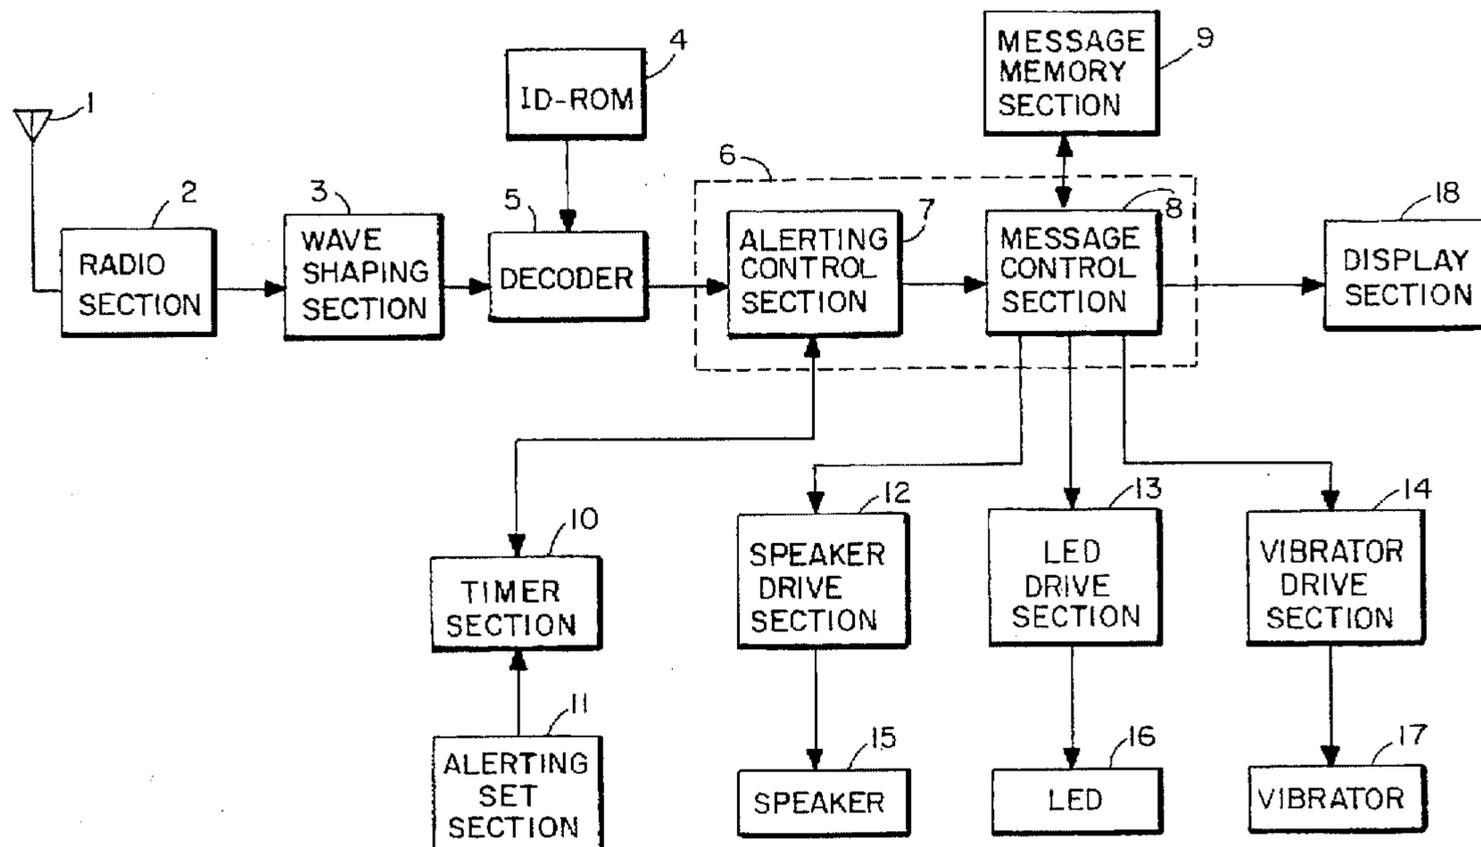 1
2
RADIO
SECTION
3
WAVE
SHAPING
SECTION
4
ID-ROM
5
DECODER
6
7
ALERTING
CONTROL
SECTION
8
MESSAGE
CONTROL
SECTION
9
MESSAGE
MEMORY
SECTION
18
DISPLAY
SECTION
10
TIMER
SECTION
11
ALERTING
SET
SECTION
12
SPEAKER
DRIVE
SECTION
13
LED
DRIVE
SECTION
14
VIBRATOR
DRIVE
SECTION
15
SPEAKER
16
LED
17
VIBRATOR